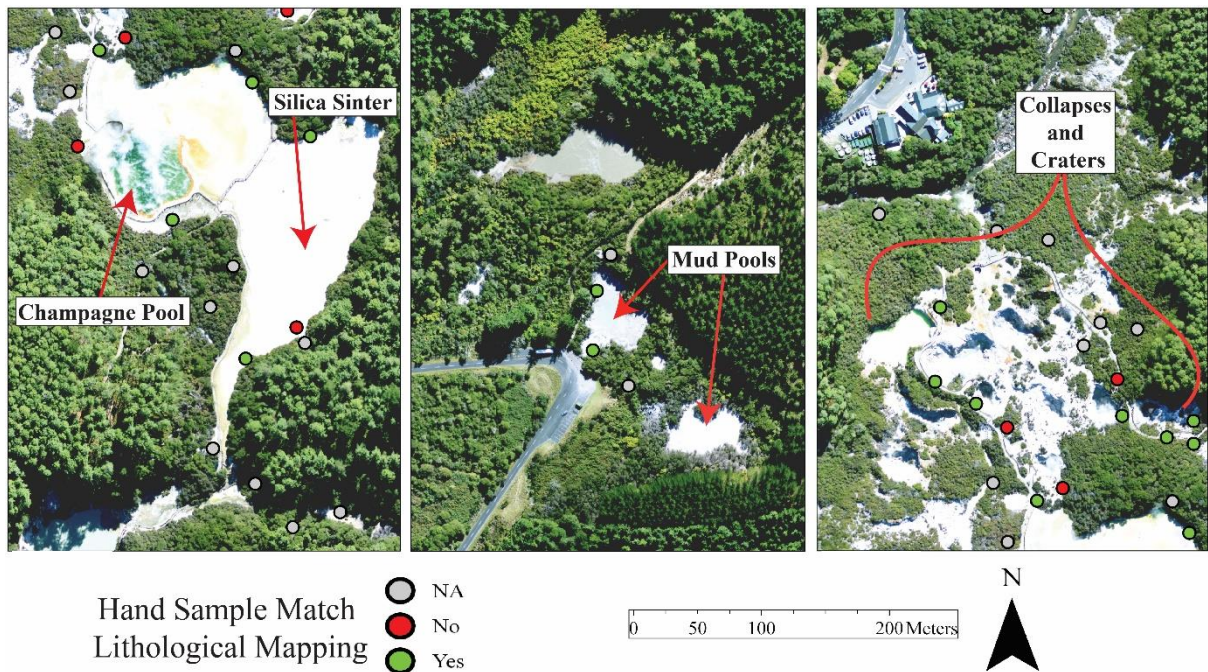 Silica Sinter
Champagne Pool
Mud Pools
Collapses
and
Craters
Hand Sample Match
Lithological Mapping
NA
No
Yes
0 50 100 200 Meters
N